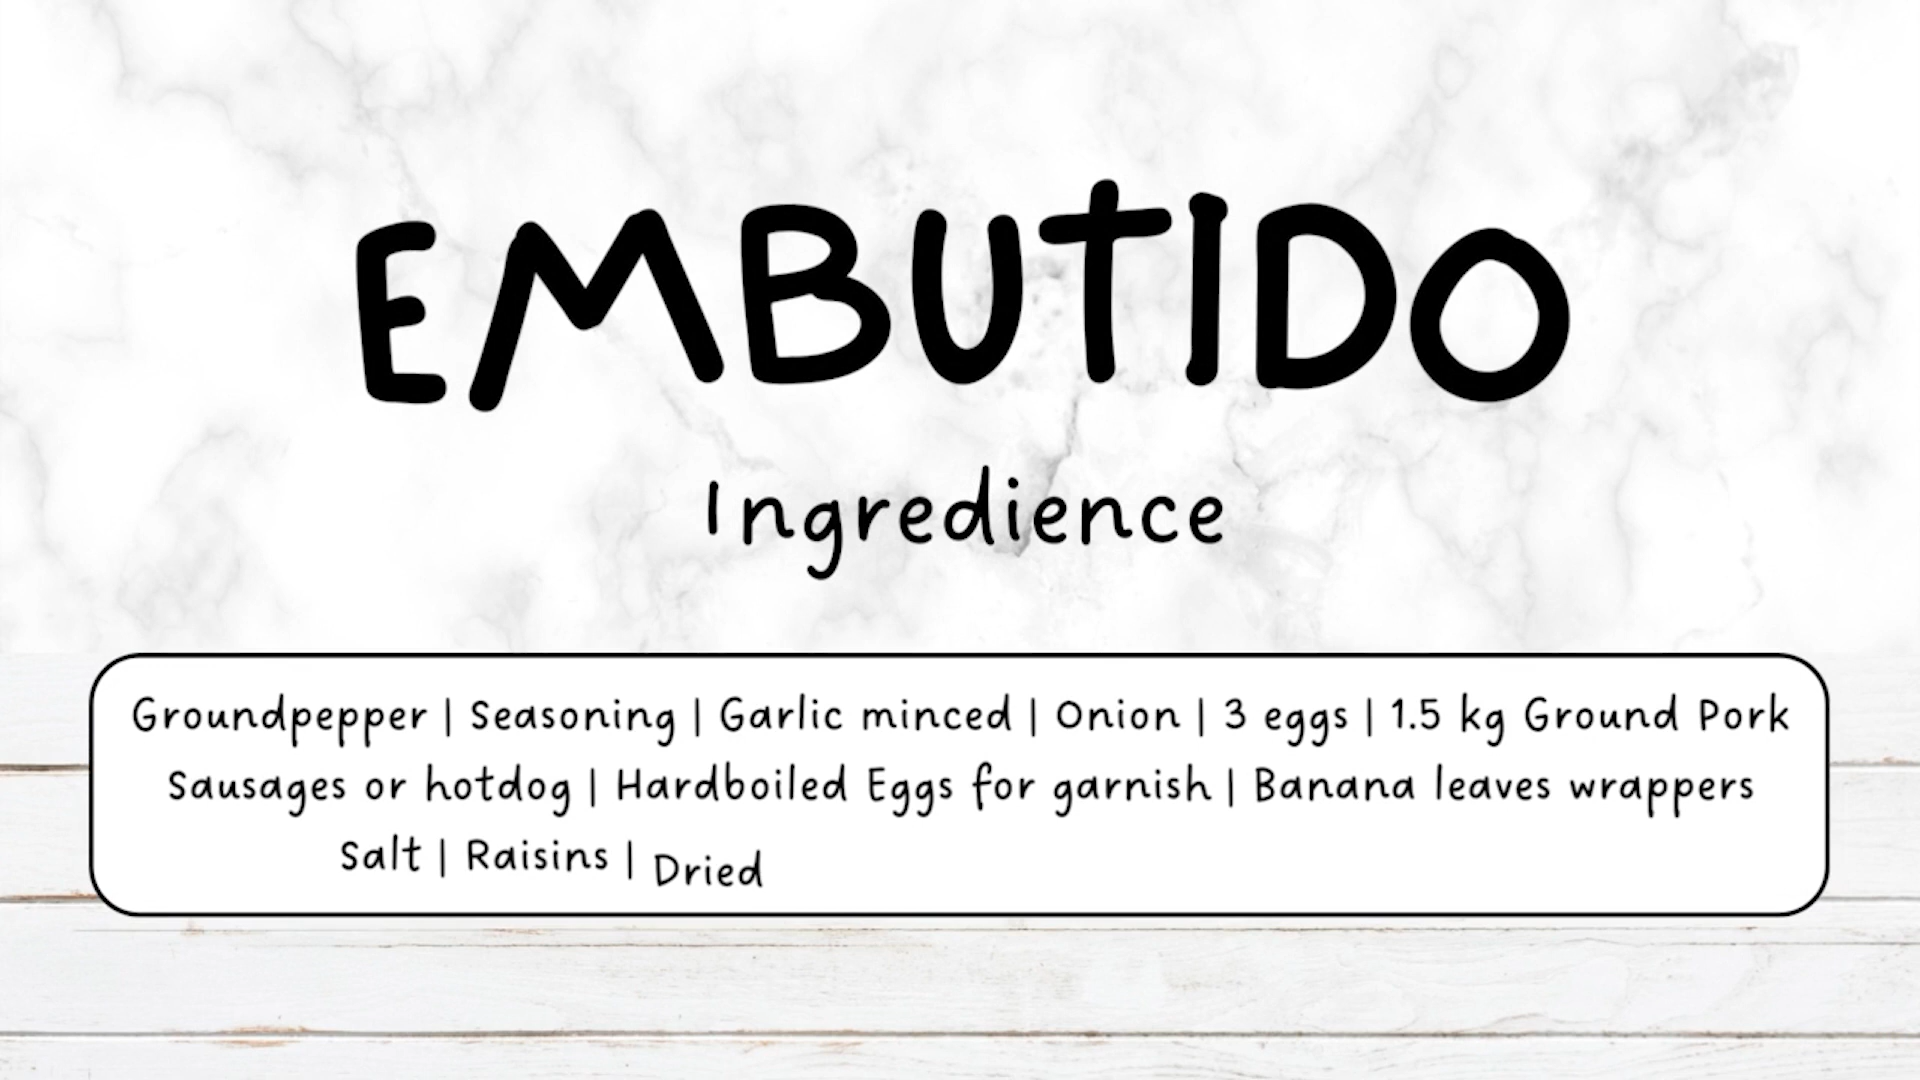 EMBUTIDO
Ingredience
Groundpepper | Seasoning | Garlic minced | Onion | 3 eggs | 1.5 kg Ground Pork
Sausages or hotdog | Hardboiled Eggs for garnish | Banana leaves wrappers
Salt | Raisins | Dried